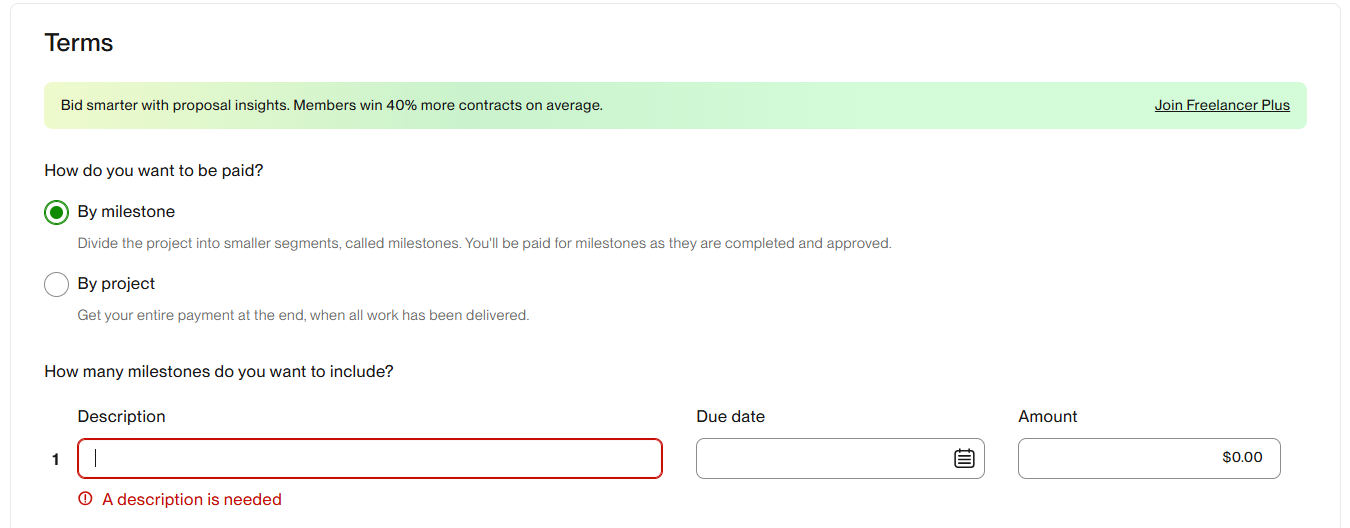 Terms
Bid smarter with proposal insights. Members win 40% more contracts on average. Join Freelancer Plus
How do you want to be paid?
By milestone
Divide the project into smaller segments, called milestones. You'll be paid for milestones as they are completed and approved.
By project
Get your entire payment at the end, when all work has been delivered.
How many milestones do you want to include?
Description Due date Amount
1 $0.00
A description is needed